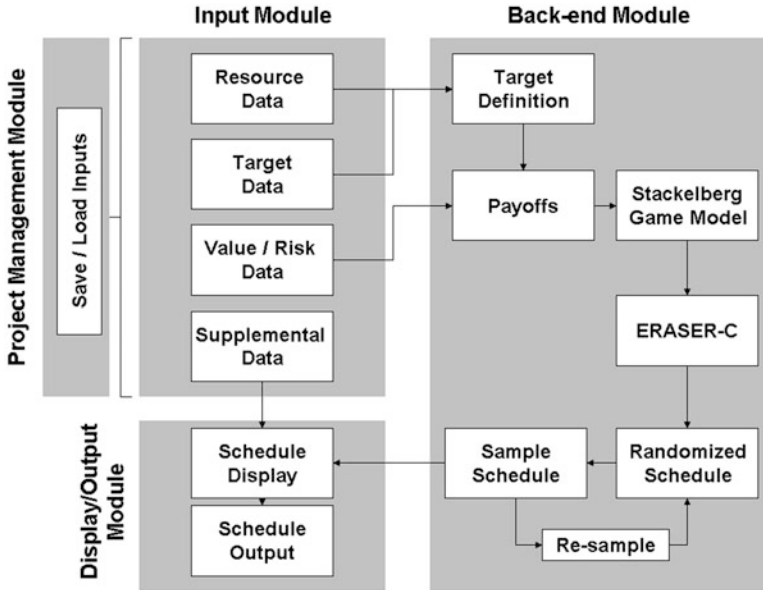 Input Module
Back-end Module
Project Management Module
Save / Load Inputs
Resource
Data
Target
Data
Value / Risk
Data
Supplemental
Data
Target
Definition
Payoffs
Stackelberg
Game Model
ERASER-C
Randomized
Schedule
Sample
Schedule
Re-sample
Display/Output
Module
Schedule
Display
Schedule
Output